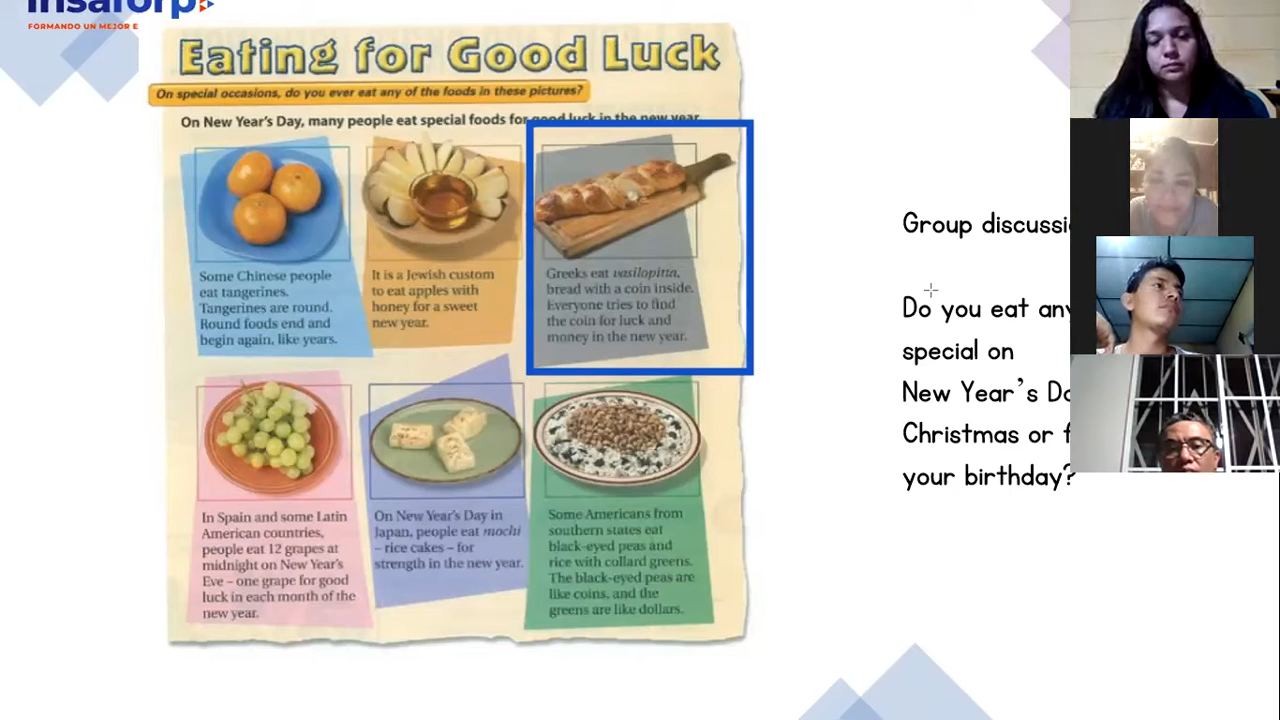 insaforp
FORMANDO UN MEJOR E
Eating for Good Luck
On special occasions, do you ever eat any of the foods in these pictures?
On New Year's Day, many people eat special foods for good luck in the new year.
Some Chinese people
eat tangerines.
Tangerines are round.
Round foods end and
begin again, like years.
It is a Jewish custom
to eat apples with
honey for a sweet
new year.
Greeks eat vasilopitta,
bread with a coin inside.
Everyone tries to find
the coin for luck and
money in the new year.
In Spain and some Latin
American countries,
people eat 12 grapes at
midnight on New Year's
Eve – one grape for good
luck in each month of the
new year.
On New Year's Day in
Japan, people eat mochi
– rice cakes – for
strength in the new year.
Some Americans from
southern states eat
black-eyed peas and
rice with collard greens.
The black-eyed peas are
like coins, and the
greens are like dollars.
Group discussi
Do you eat any
special on
New Year's Da
Christmas or f
your birthday?